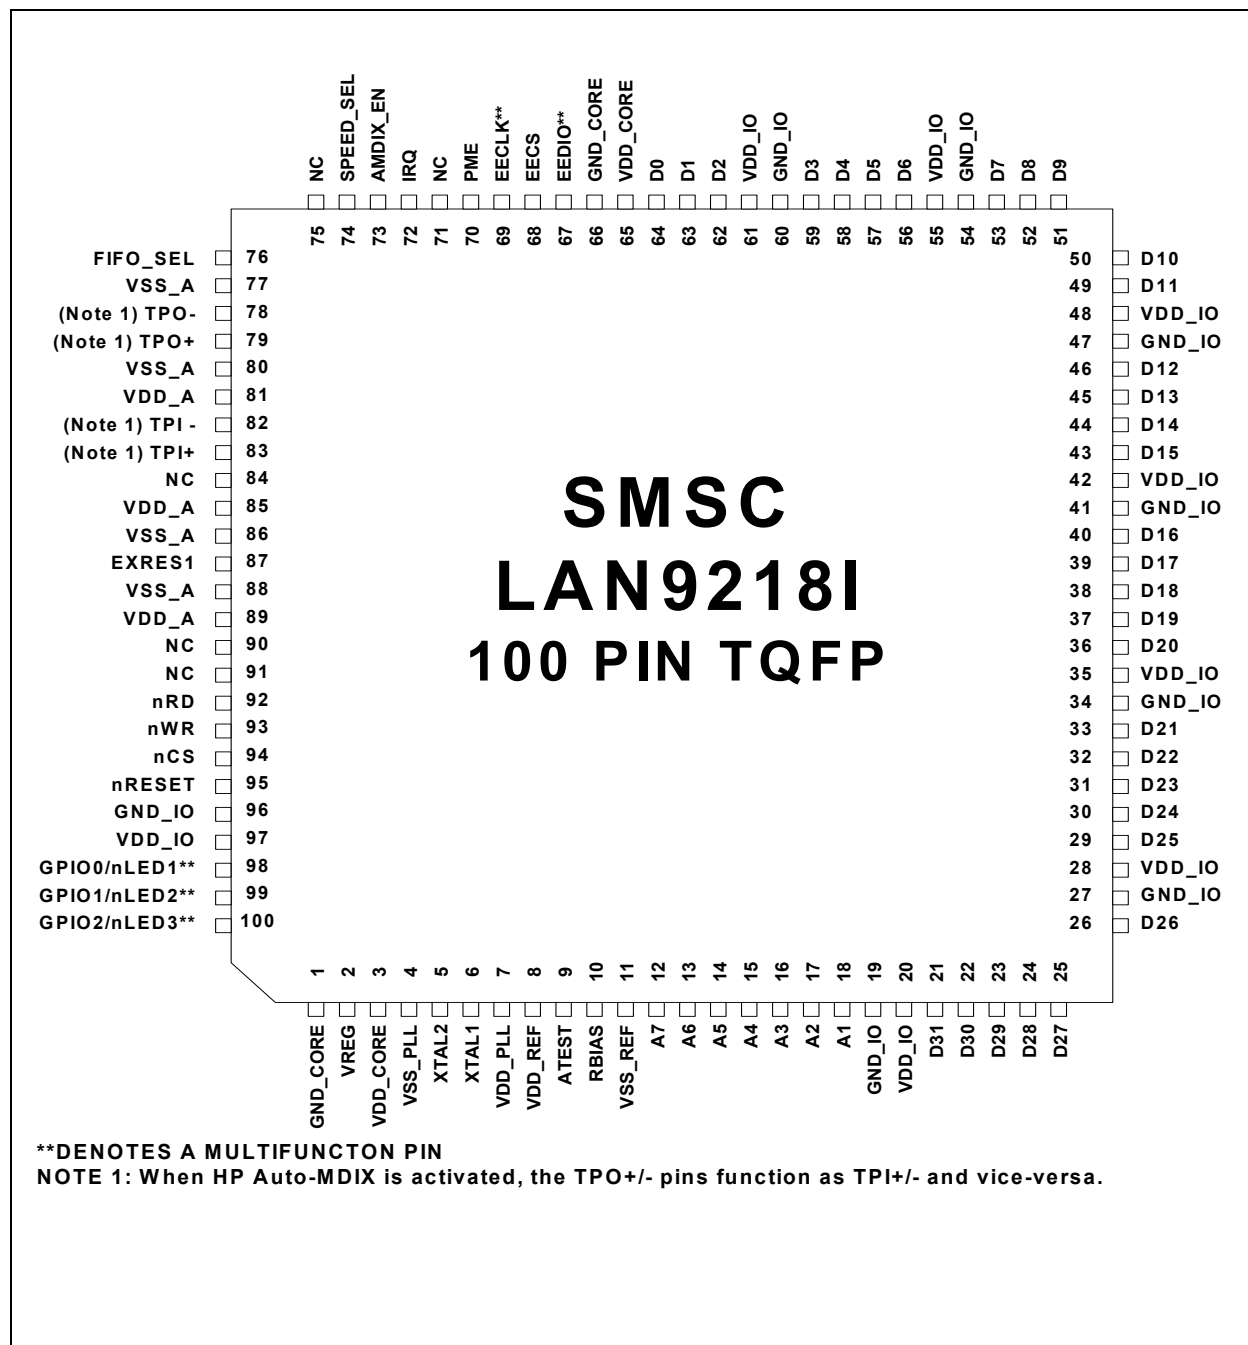 NC
SPEED_SEL
AMDIX_EN
IRQ
NC
PME
EECLK**
EECS
EEDIO**
GND_CORE
VDD_CORE
D0
D1
D2
VDD_IO
GND_IO
D3
D4
D5
D6
VDD_IO
GND_IO
D7
D8
D9
75
74
73
72
71
70
69
68
67
66
65
64
63
62
61
60
59
58
57
56
55
54
53
52
51
FIFO_SEL 76
VSS_A 77
(Note 1) TPO- 78
(Note 1) TPO+ 79
VSS_A 80
VDD_A 81
(Note 1) TPI - 82
(Note 1) TPI+ 83
NC 84
VDD_A 85
VSS_A 86
EXRES1 87
VSS_A 88
VDD_A 89
NC 90
NC 91
nRD 92
nWR 93
nCS 94
nRESET 95
GND_IO 96
VDD_IO 97
GPIO0/nLED1** 98
GPIO1/nLED2** 99
GPIO2/nLED3** 100
SMSC
LAN9218I
100 PIN TQFP
50 D10
49 D11
48 VDD_IO
47 GND_IO
46 D12
45 D13
44 D14
43 D15
42 VDD_IO
41 GND_IO
40 D16
39 D17
38 D18
37 D19
36 D20
35 VDD_IO
34 GND_IO
33 D21
32 D22
31 D23
30 D24
29 D25
28 VDD_IO
27 GND_IO
26 D26
1
2
3
4
5
6
7
8
9
10
11
12
13
14
15
16
17
18
19
20
21
22
23
24
25
GND_CORE
VREG
VDD_CORE
VSS_PLL
XTAL2
XTAL1
VDD_PLL
VDD_REF
ATEST
RBIAS
VSS_REF
A7
A6
A5
A4
A3
A2
A1
GND_IO
VDD_IO
D31
D30
D29
D28
D27
**DENOTES A MULTIFUNCTON PIN
NOTE 1: When HP Auto-MDIX is activated, the TPO+/- pins function as TPI+/- and vice-versa.